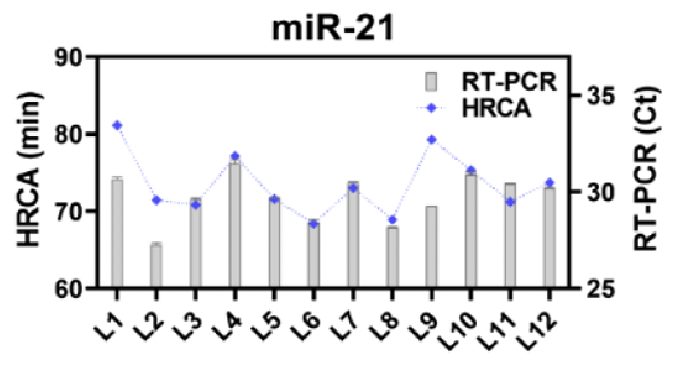 miR-21
90
80
70
60
HRCA (min)
RT-PCR
HRCA
35
30
25
RT-PCR (Ct)
L1 L2 L3 L4 L5 L6 L7 L8 L9 L10 L11 L12